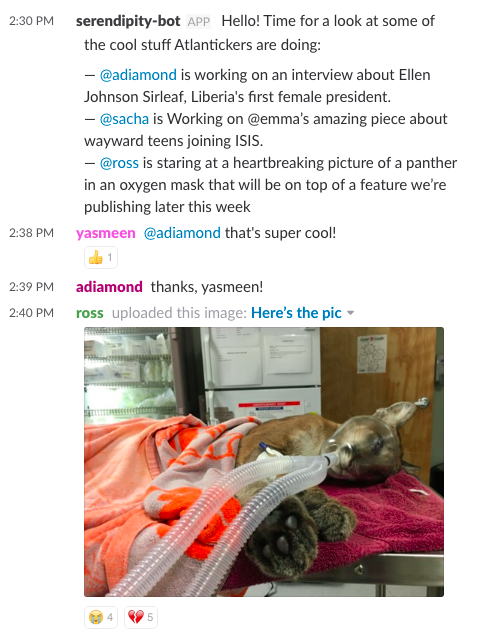 2:30 PM serendipity-bot APP Hello! Time for a look at some of
the cool stuff Atlantickers are doing:
— @adiamond is working on an interview about Ellen
Johnson Sirleaf, Liberia's first female president.
— @sacha is Working on @emma’s amazing piece about
wayward teens joining ISIS.
— @ross is staring at a heartbreaking picture of a panther
in an oxygen mask that will be on top of a feature we’re
publishing later this week
2:38 PM yasmeen @adiamond that's super cool!
1
2:39 PM adiamond thanks, yasmeen!
2:40 PM ross uploaded this image: Here’s the pic
4 5